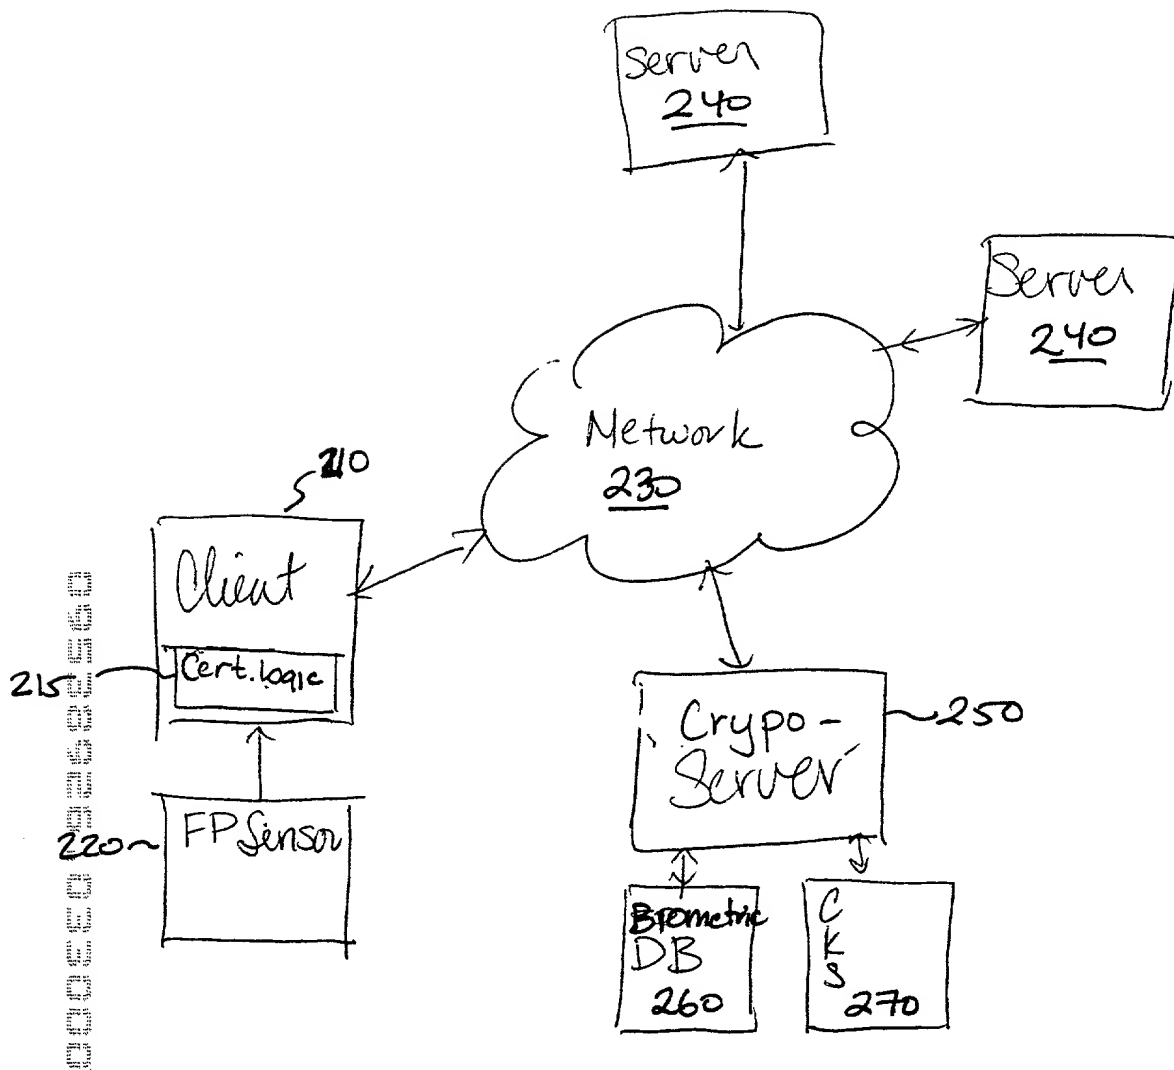 Server
240
Server
240
Network
230
210
Client
Cert. logic
215
FP Sensor
220
Crypo-
Server
250
Biometric
DB
260
C
K
S
270